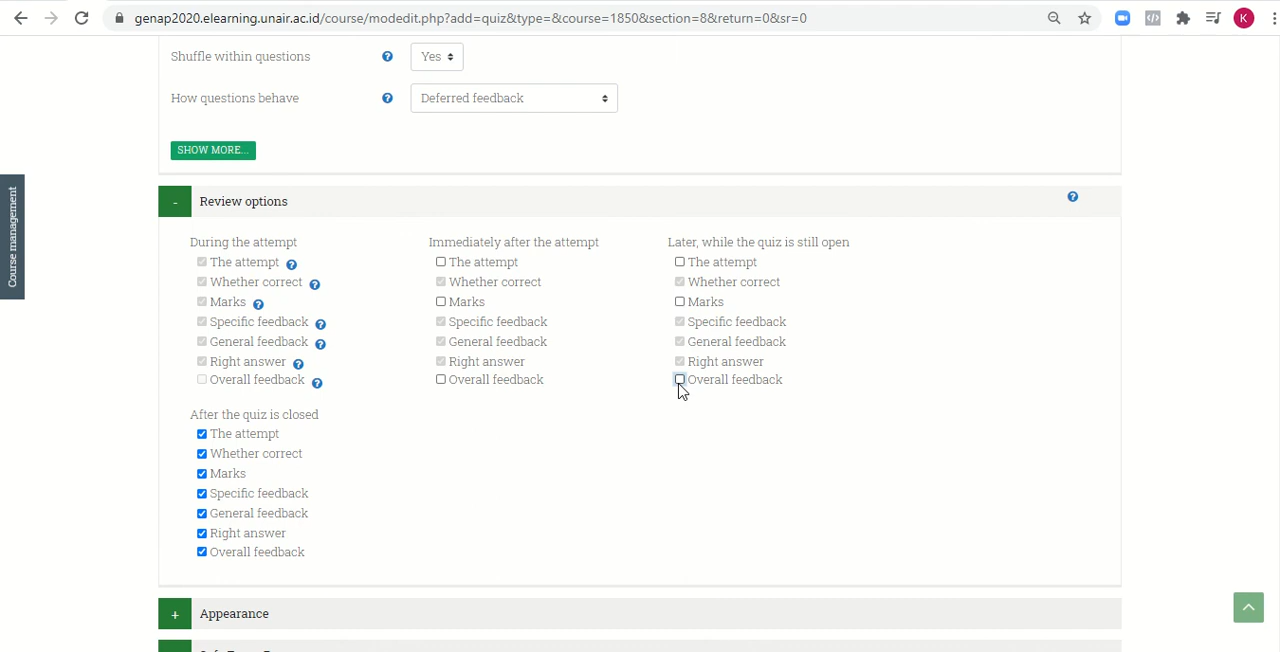 genap2020.elearning.unair.ac.id/course/modedit.php?add=quiz&type=&course=1850&section=8&return=0&sr=0
K
Shuffle within questions ? Yes
How questions behave ? Deferred feedback
SHOW MORE...
Course management
- Review options ?
During the attempt
The attempt ?
Whether correct ?
Marks ?
Specific feedback ?
General feedback ?
Right answer ?
Overall feedback ?
Immediately after the attempt
The attempt
Whether correct
Marks
Specific feedback
General feedback
Right answer
Overall feedback
Later, while the quiz is still open
The attempt
Whether correct
Marks
Specific feedback
General feedback
Right answer
Overall feedback
After the quiz is closed
The attempt
Whether correct
Marks
Specific feedback
General feedback
Right answer
Overall feedback
+ Appearance